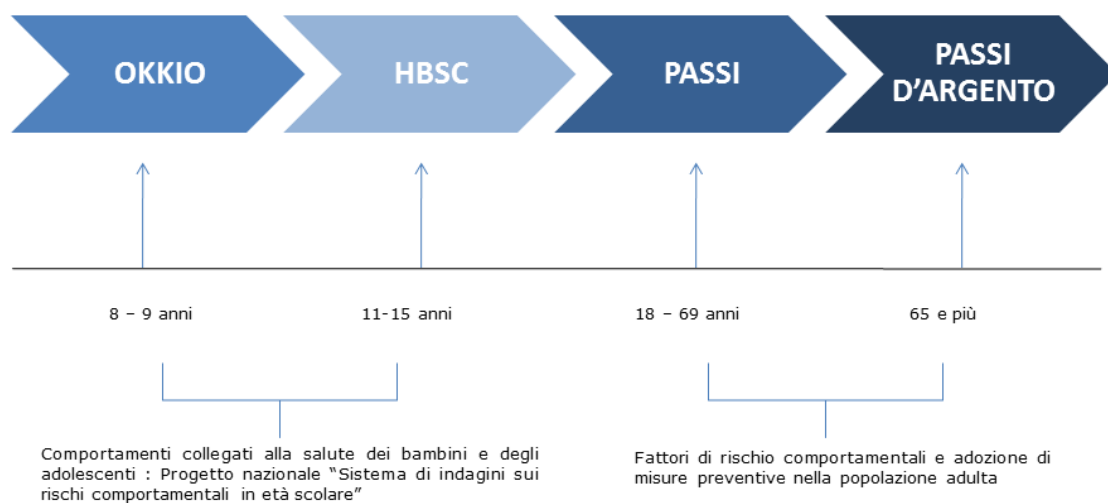 OKKIO
HBSC
PASSI
PASSI
D'ARGENTO
8 – 9 anni
11-15 anni
18 – 69 anni
65 e più
Comportamenti collegati alla salute dei bambini e degli
adolescenti : Progetto nazionale “Sistema di indagini sui
rischi comportamentali in età scolare”
Fattori di rischio comportamentali e adozione di
misure preventive nella popolazione adulta